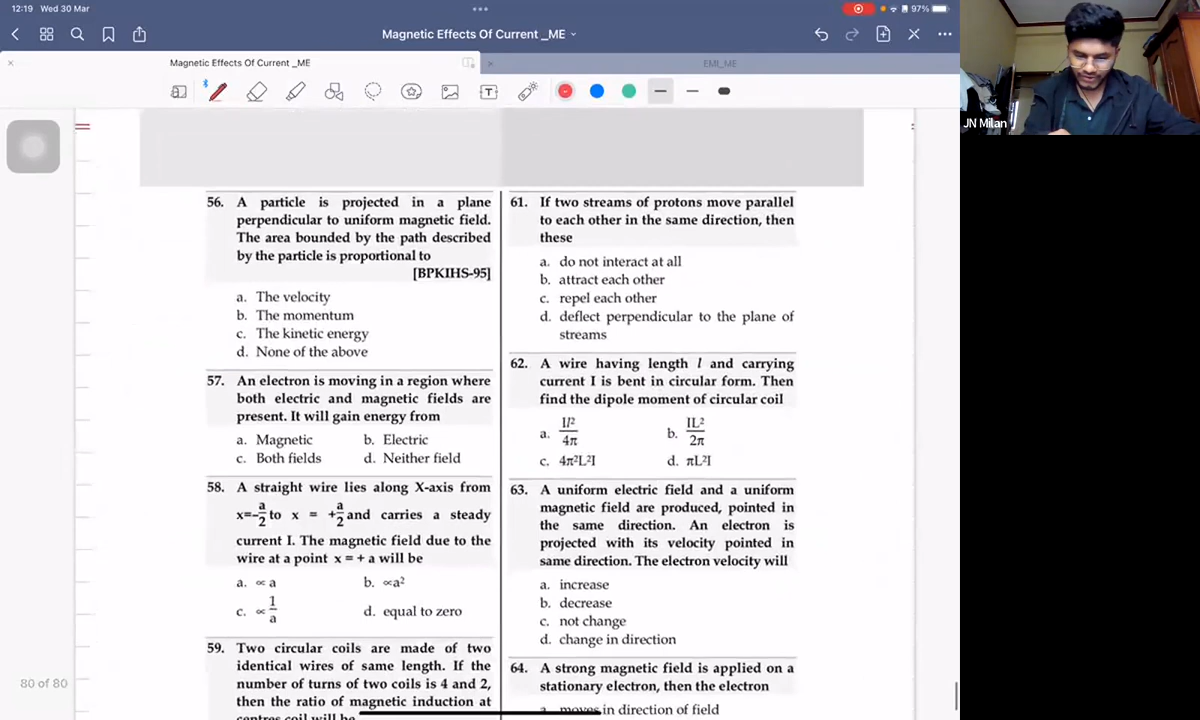 12:19 Wed 30 Mar
97%
Magnetic Effects Of Current _ME
Magnetic Effects Of Current _ME
EMI_ME
JN Milan
56. A particle is projected in a plane
perpendicular to uniform magnetic field.
The area bounded by the path described
by the particle is proportional to
[BPKIHS-95]
a. The velocity
b. The momentum
c. The kinetic energy
d. None of the above
57. An electron is moving in a region where
both electric and magnetic fields are
present. It will gain energy from
a. Magnetic b. Electric
c. Both fields d. Neither field
58. A straight wire lies along X-axis from
x=-a/2 to x = +a/2 and carries a steady
current I. The magnetic field due to the
wire at a point x = + a will be
a. ∝ a b. ∝a²
c. ∝ 1/a d. equal to zero
59. Two circular coils are made of two
identical wires of same length. If the
number of turns of two coils is 4 and 2,
then the ratio of magnetic induction at
centres coil will be
61. If two streams of protons move parallel
to each other in the same direction, then
these
a. do not interact at all
b. attract each other
c. repel each other
d. deflect perpendicular to the plane of
streams
62. A wire having length l and carrying
current I is bent in circular form. Then
find the dipole moment of circular coil
a. Il²/4π b. IL²/2π
c. 4π²L²I d. πL²I
63. A uniform electric field and a uniform
magnetic field are produced, pointed in
the same direction. An electron is
projected with its velocity pointed in
same direction. The electron velocity will
a. increase
b. decrease
c. not change
d. change in direction
64. A strong magnetic field is applied on a
stationary electron, then the electron
a. moves in direction of field
80 of 80